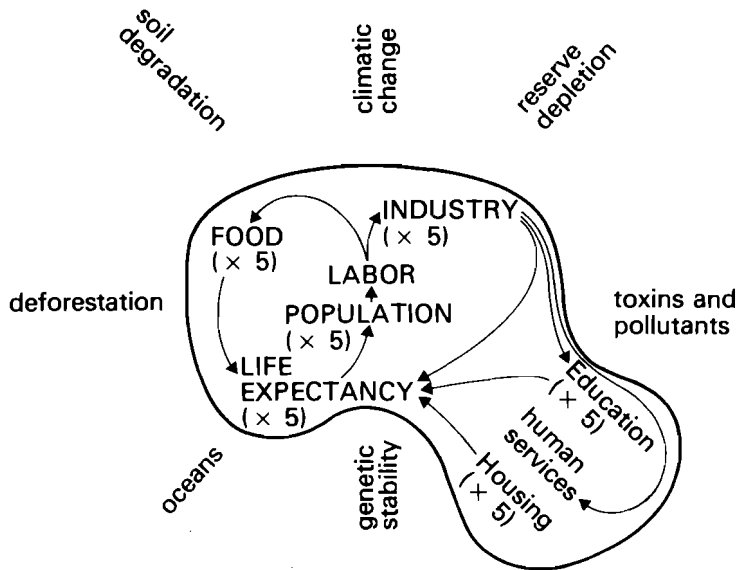 soil
degradation
climatic
change
reserve
depletion
INDUSTRY
(× 5)
FOOD
(× 5)
LABOR
deforestation
POPULATION
(× 5)
toxins and
pollutants
LIFE
EXPECTANCY
(× 5)
Education
(× 5)
human
services
Housing
(× 5)
oceans
genetic
stability